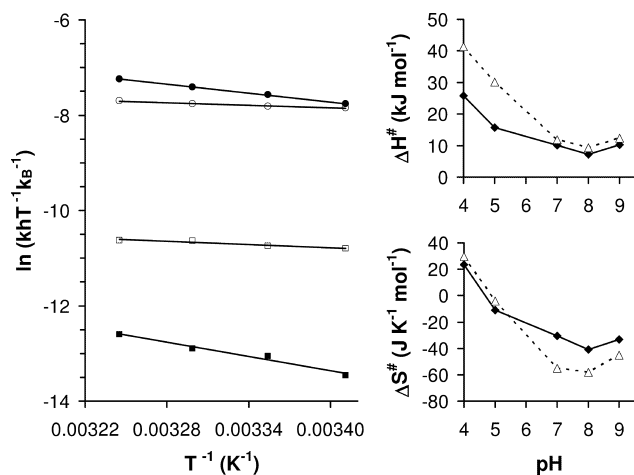 -6
-8
-10
-12
-14
ln (khT⁻¹kB⁻¹)
0.00322 0.00328 0.00334 0.00340
T⁻¹ (K⁻¹)
50
40
30
20
10
0
ΔH# (kJ mol⁻¹)
4 5 6 7 8 9
40
20
0
-20
-40
-60
-80
ΔS# (J K⁻¹ mol⁻¹)
4 5 6 7 8 9
pH